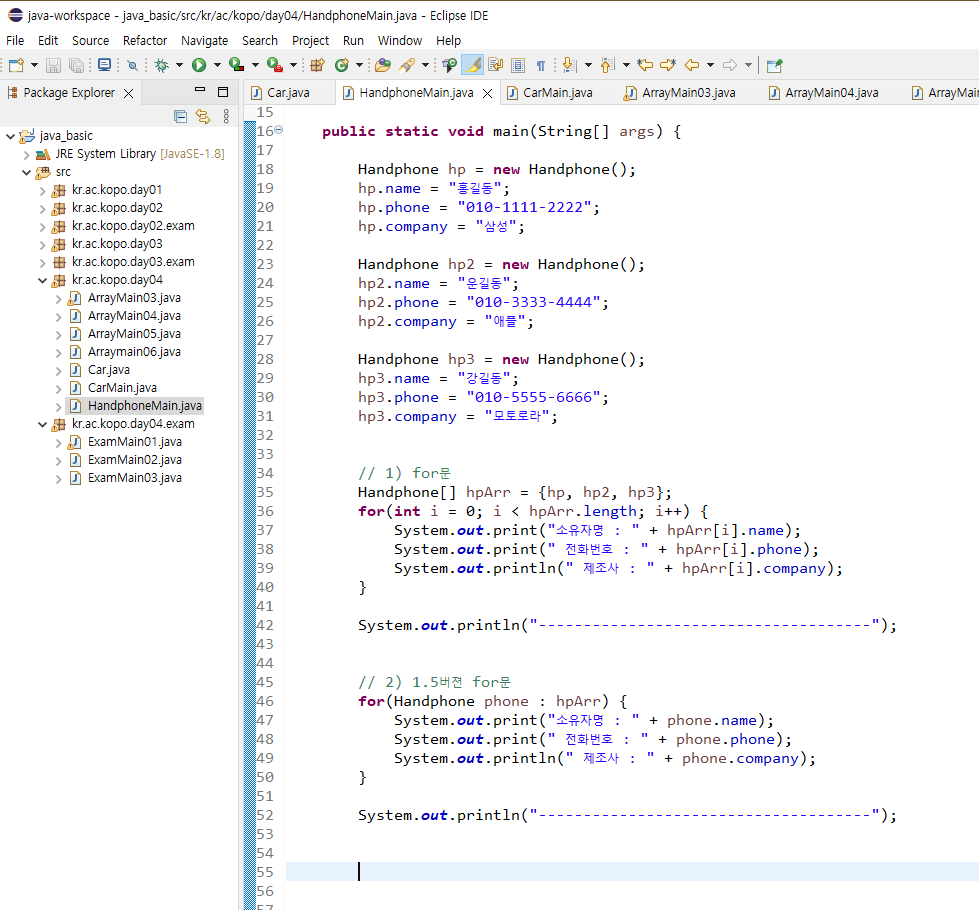 java-workspace - java_basic/src/kr/ac/kopo/day04/HandphoneMain.java - Eclipse IDE
File Edit Source Refactor Navigate Search Project Run Window Help
Package Explorer
java_basic
JRE System Library [JavaSE-1.8]
src
kr.ac.kopo.day01
kr.ac.kopo.day02
kr.ac.kopo.day02.exam
kr.ac.kopo.day03
kr.ac.kopo.day03.exam
kr.ac.kopo.day04
ArrayMain03.java
ArrayMain04.java
ArrayMain05.java
Arraymain06.java
Car.java
CarMain.java
HandphoneMain.java
kr.ac.kopo.day04.exam
ExamMain01.java
ExamMain02.java
ExamMain03.java
Car.java HandphoneMain.java CarMain.java ArrayMain03.java ArrayMain04.java ArrayMain
15
16 public static void main(String[] args) {
17
18 Handphone hp = new Handphone();
19 hp.name = "홍길동";
20 hp.phone = "010-1111-2222";
21 hp.company = "삼성";
22
23 Handphone hp2 = new Handphone();
24 hp2.name = "윤길동";
25 hp2.phone = "010-3333-4444";
26 hp2.company = "애플";
27
28 Handphone hp3 = new Handphone();
29 hp3.name = "강길동";
30 hp3.phone = "010-5555-6666";
31 hp3.company = "모토로라";
32
33
34 // 1) for문
35 Handphone[] hpArr = {hp, hp2, hp3};
36 for(int i = 0; i < hpArr.length; i++) {
37 System.out.print("소유자명 : " + hpArr[i].name);
38 System.out.print(" 전화번호 : " + hpArr[i].phone);
39 System.out.println(" 제조사 : " + hpArr[i].company);
40 }
41
42 System.out.println("-------------------------------------");
43
44
45 // 2) 1.5버젼 for문
46 for(Handphone phone : hpArr) {
47 System.out.print("소유자명 : " + phone.name);
48 System.out.print(" 전화번호 : " + phone.phone);
49 System.out.println(" 제조사 : " + phone.company);
50 }
51
52 System.out.println("-------------------------------------");
53
54
55
56
57